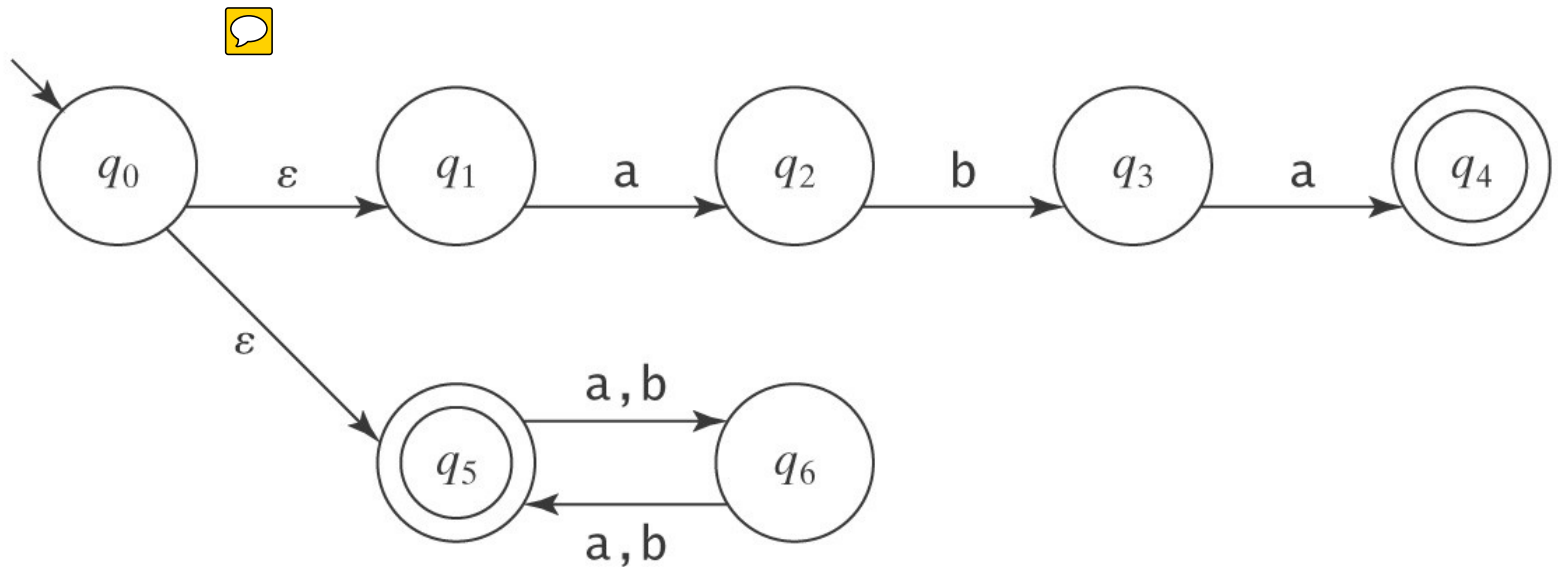 q₀ ε q₁ a q₂ b q₃ a q₄
ε
a,b
q₅ q₆
a,b